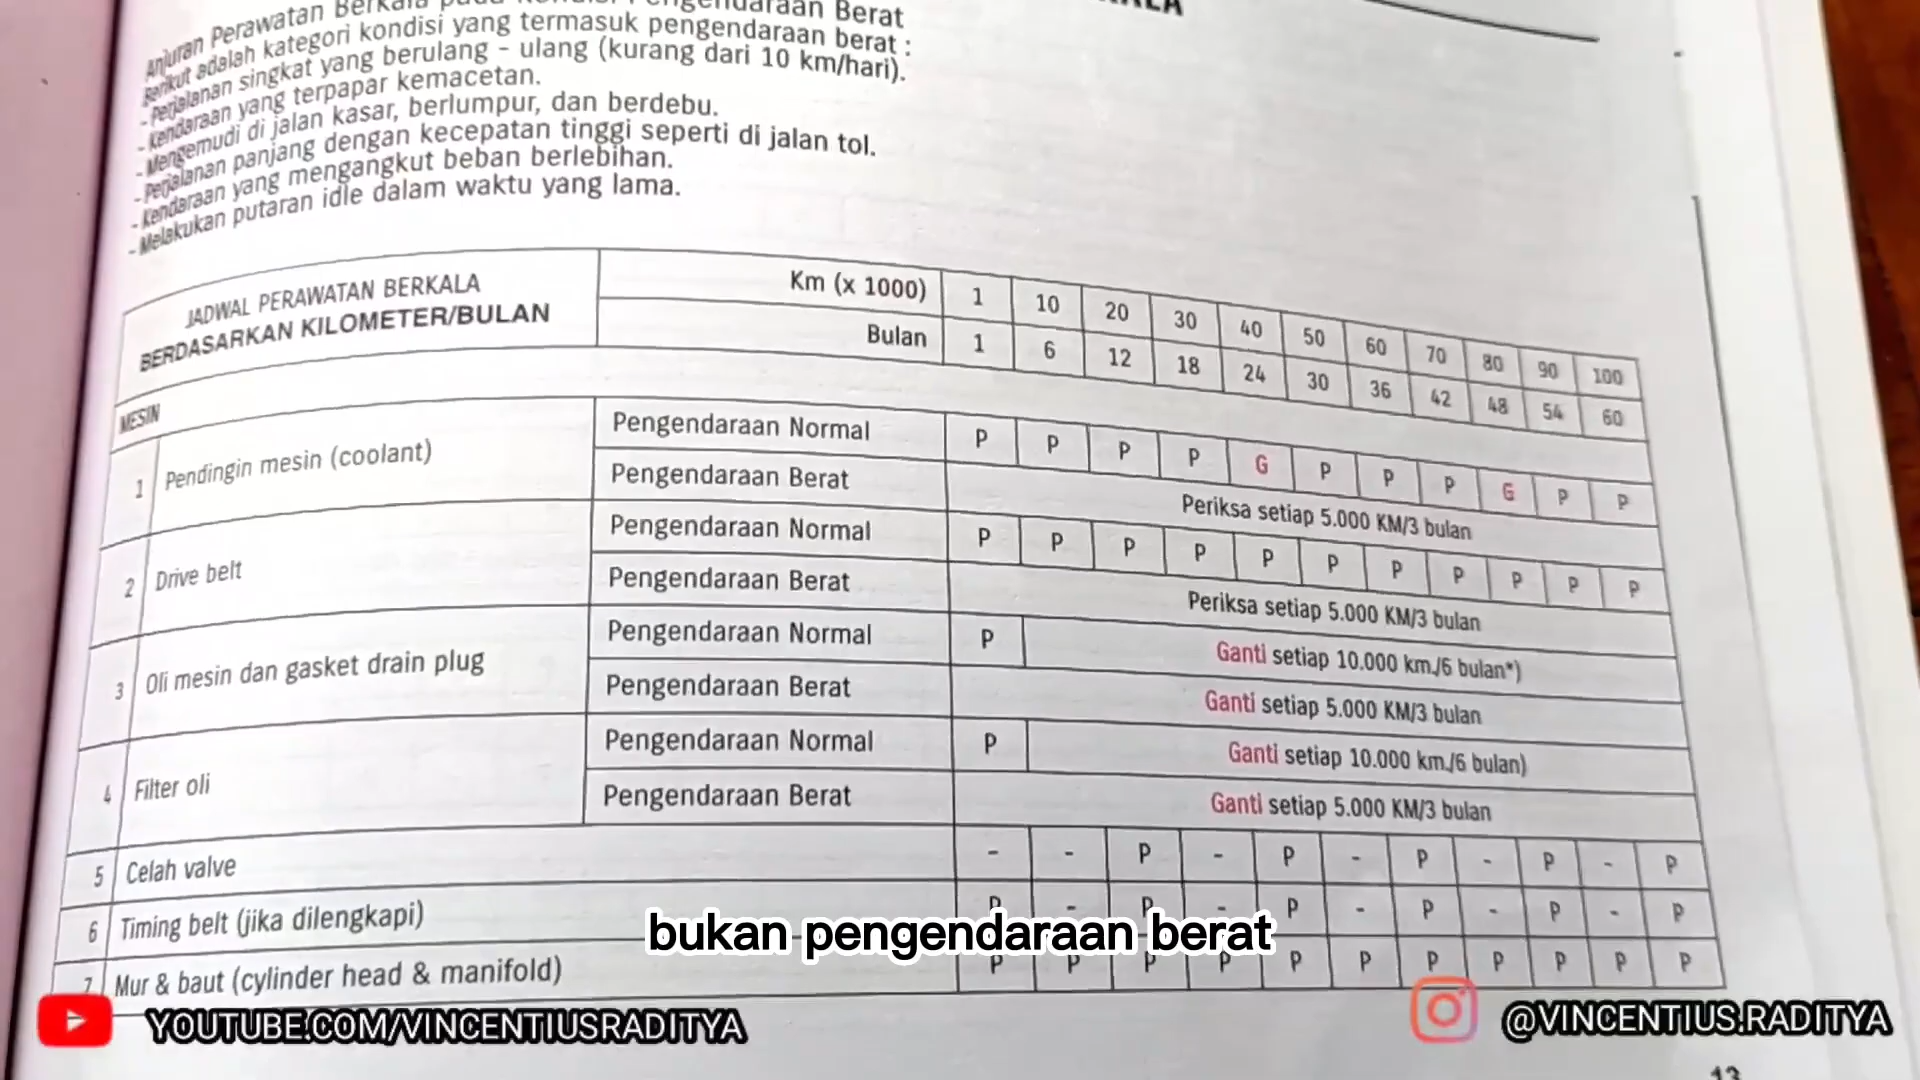 Anjuran Perawatan Berkala pada Kondisi Pengendaraan Berat
Berikut adalah kategori kondisi yang termasuk pengendaraan berat :
- Perjalanan singkat yang berulang - ulang (kurang dari 10 km/hari).
- Kendaraan yang terpapar kemacetan.
- Mengemudi di jalan kasar, berlumpur, dan berdebu.
- Perjalanan panjang dengan kecepatan tinggi seperti di jalan tol.
- Kendaraan yang mengangkut beban berlebihan.
- Melakukan putaran idle dalam waktu yang lama.
JADWAL PERAWATAN BERKALA
BERDASARKAN KILOMETER/BULAN
Km (x 1000) 1 10 20 30 40 50 60 70 80 90 100
Bulan 1 6 12 18 24 30 36 42 48 54 60
MESIN
1 Pendingin mesin (coolant)
Pengendaraan Normal P P P P G P P P G P P
Pengendaraan Berat Periksa setiap 5.000 KM/3 bulan
2 Drive belt
Pengendaraan Normal P P P P P P P P P P P
Pengendaraan Berat Periksa setiap 5.000 KM/3 bulan
3 Oli mesin dan gasket drain plug
Pengendaraan Normal P Ganti setiap 10.000 km./6 bulan*)
Pengendaraan Berat Ganti setiap 5.000 KM/3 bulan
4 Filter oli
Pengendaraan Normal P Ganti setiap 10.000 km./6 bulan)
Pengendaraan Berat Ganti setiap 5.000 KM/3 bulan
5 Celah valve - - P - P - P - P - P
6 Timing belt (jika dilengkapi) P - P - P - P - P - P
bukan pengendaraan berat
7 Mur & baut (cylinder head & manifold) P P P P P P P P P P P
YOUTUBE.COM/VINCENTIUSRADITYA
@VINCENTIUS.RADITYA
13